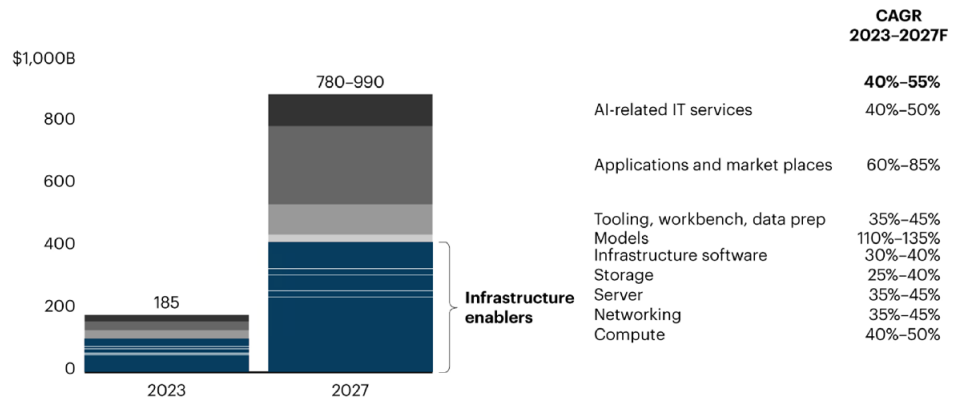 CAGR
2023–2027F
$1,000B
780–990
40%–55%
AI-related IT services 40%–50%
800
Applications and market places 60%–85%
600
Tooling, workbench, data prep 35%–45%
Models 110%–135%
400
Infrastructure software 30%–40%
Storage 25%–40%
Infrastructure
enablers
Server 35%–45%
185
200
Networking 35%–45%
Compute 40%–50%
0
2023
2027